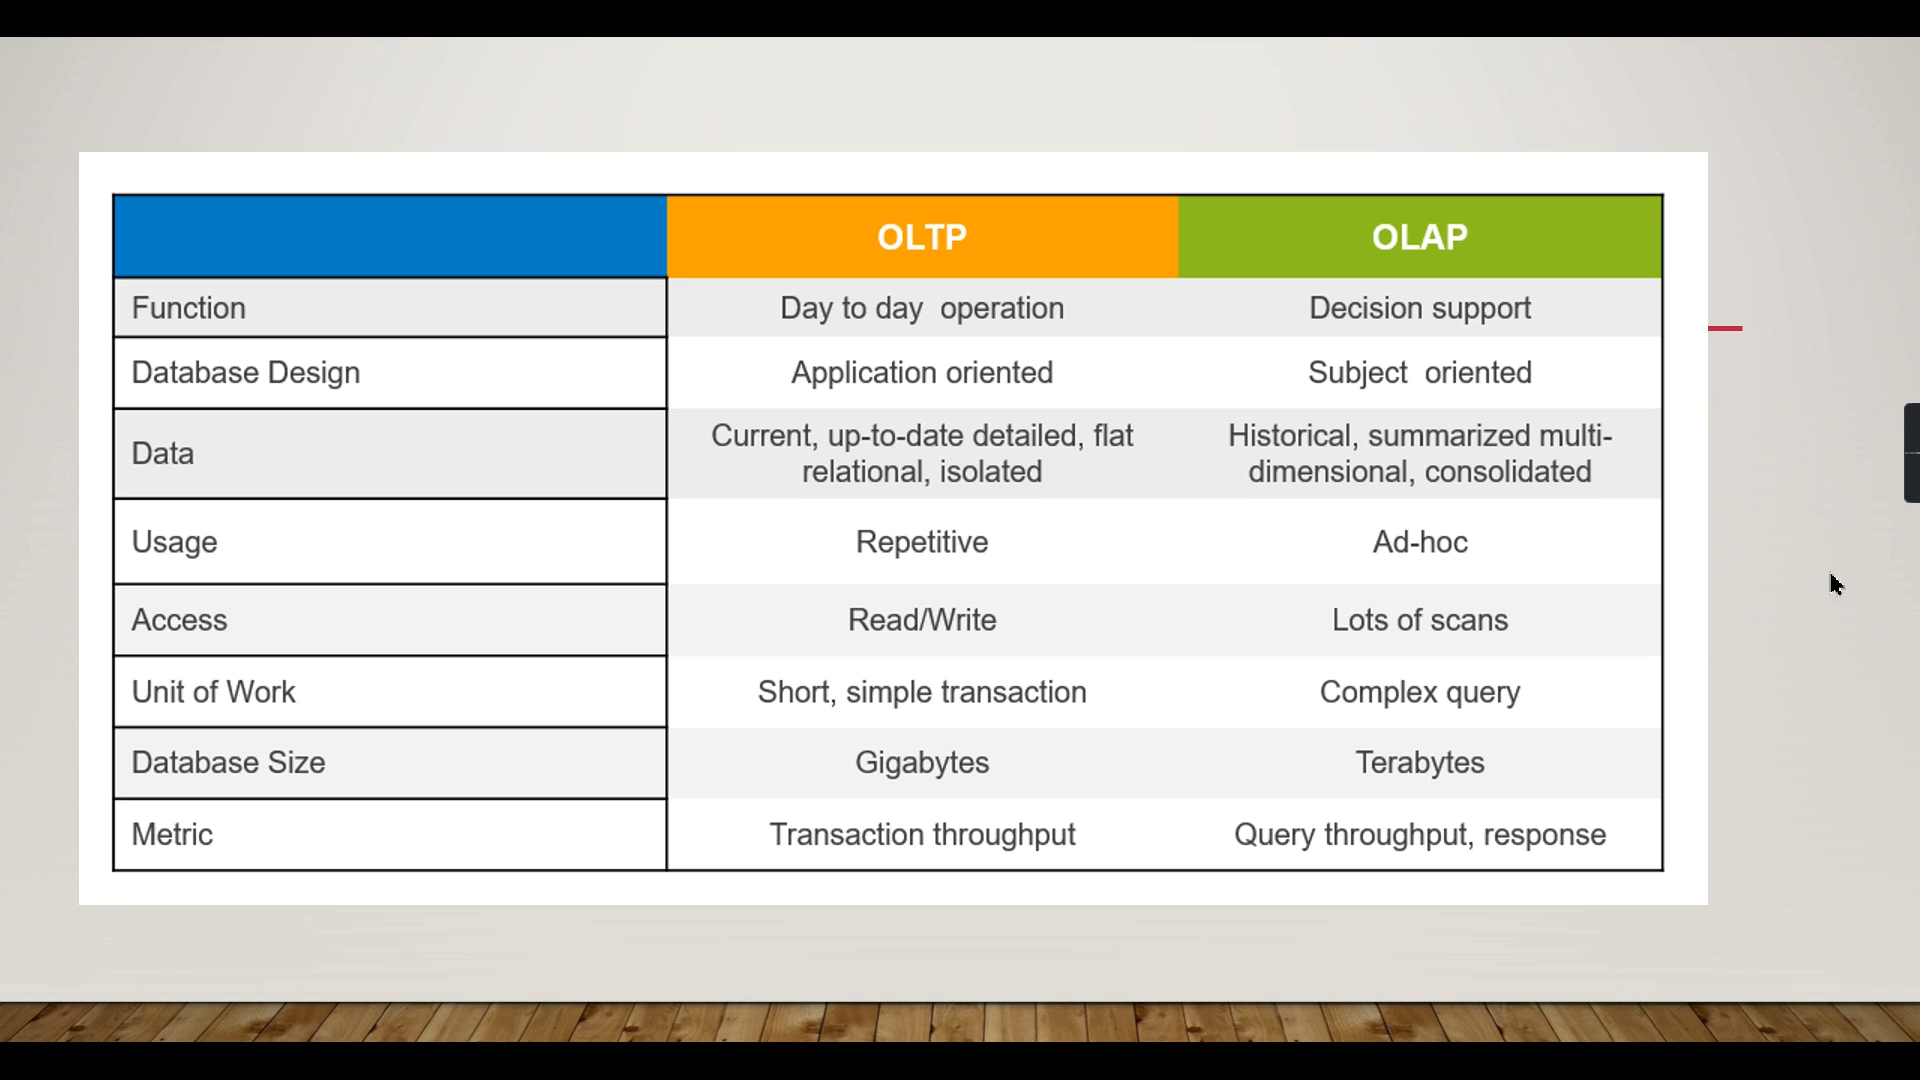 OLTP OLAP
Function Day to day  operation Decision support
Database Design Application oriented Subject  oriented
Data Current, up-to-date detailed, flat relational, isolated Historical, summarized multi-dimensional, consolidated
Usage Repetitive Ad-hoc
Access Read/Write Lots of scans
Unit of Work Short, simple transaction Complex query
Database Size Gigabytes Terabytes
Metric Transaction throughput Query throughput, response